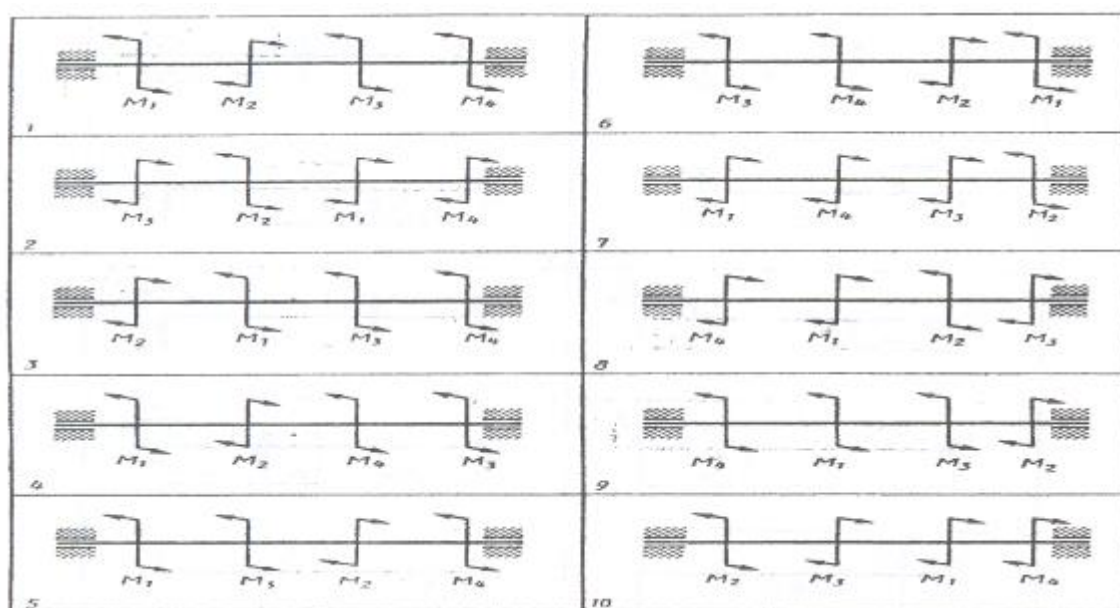 M₁ M₂ M₃ M₄
1
M₃ M₂ M₁ M₄
2
M₂ M₁ M₃ M₄
3
M₁ M₂ M₄ M₃
4
M₁ M₃ M₂ M₄
5
M₃ M₄ M₂ M₁
6
M₁ M₄ M₃ M₂
7
M₄ M₁ M₂ M₃
8
M₄ M₁ M₃ M₂
9
M₂ M₃ M₁ M₄
10